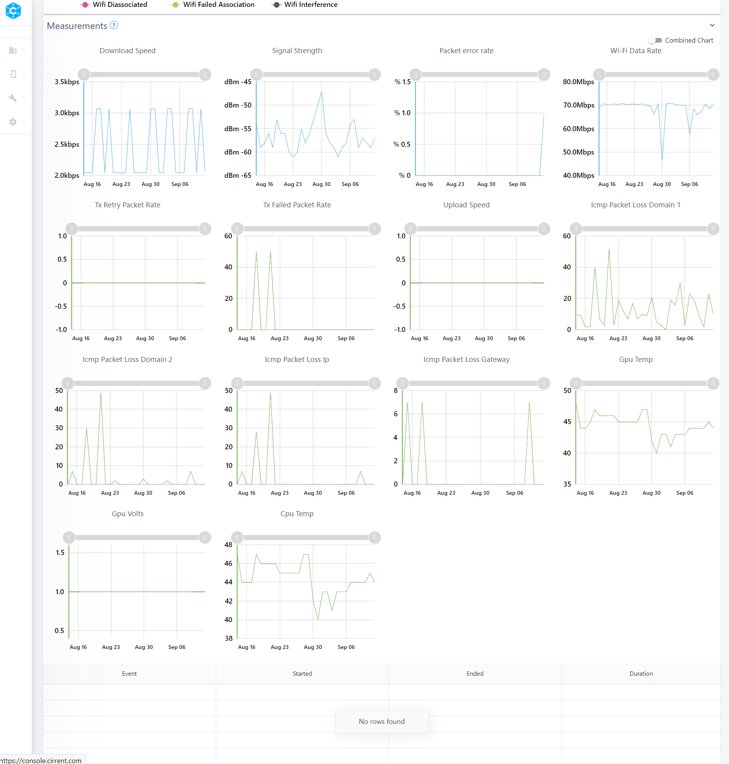 Wifi Diassociated Wifi Failed Association Wifi Interference
Measurements ?
Combined Chart
Download Speed Signal Strength Packet error rate Wi-Fi Data Rate
3.5kbps dBm -45 % 1.5 80.0Mbps
dBm -50 70.0Mbps
3.0kbps % 1.0
dBm -55 60.0Mbps
2.5kbps % 0.5
dBm -60 50.0Mbps
2.0kbps dBm -65 % 0 40.0Mbps
Aug 16 Aug 23 Aug 30 Sep 06 Aug 16 Aug 23 Aug 30 Sep 06 Aug 16 Aug 23 Aug 30 Sep 06 Aug 16 Aug 23 Aug 30 Sep 06
Tx Retry Packet Rate Tx Failed Packet Rate Upload Speed Icmp Packet Loss Domain 1
1.0 60 1.0 60
0.5 40 0.5 40
0 0
-0.5 20 -0.5 20
-1.0 0 -1.0 0
Aug 16 Aug 23 Aug 30 Sep 06 Aug 16 Aug 23 Aug 30 Sep 06 Aug 16 Aug 23 Aug 30 Sep 06 Aug 16 Aug 23 Aug 30 Sep 06
Icmp Packet Loss Domain 2 Icmp Packet Loss Ip Icmp Packet Loss Gateway Gpu Temp
50 50 8 50
40 40 6 45
30 30
20 20 4 40
10 10 2
0 0 0 35
Aug 16 Aug 23 Aug 30 Sep 06 Aug 16 Aug 23 Aug 30 Sep 06 Aug 16 Aug 23 Aug 30 Sep 06 Aug 16 Aug 23 Aug 30 Sep 06
Gpu Volts Cpu Temp
48
1.5 46
44
1.0 42
40
0.5 38
Aug 16 Aug 23 Aug 30 Sep 06 Aug 16 Aug 23 Aug 30 Sep 06
Event Started Ended Duration
No rows found
https://console.cirrent.com